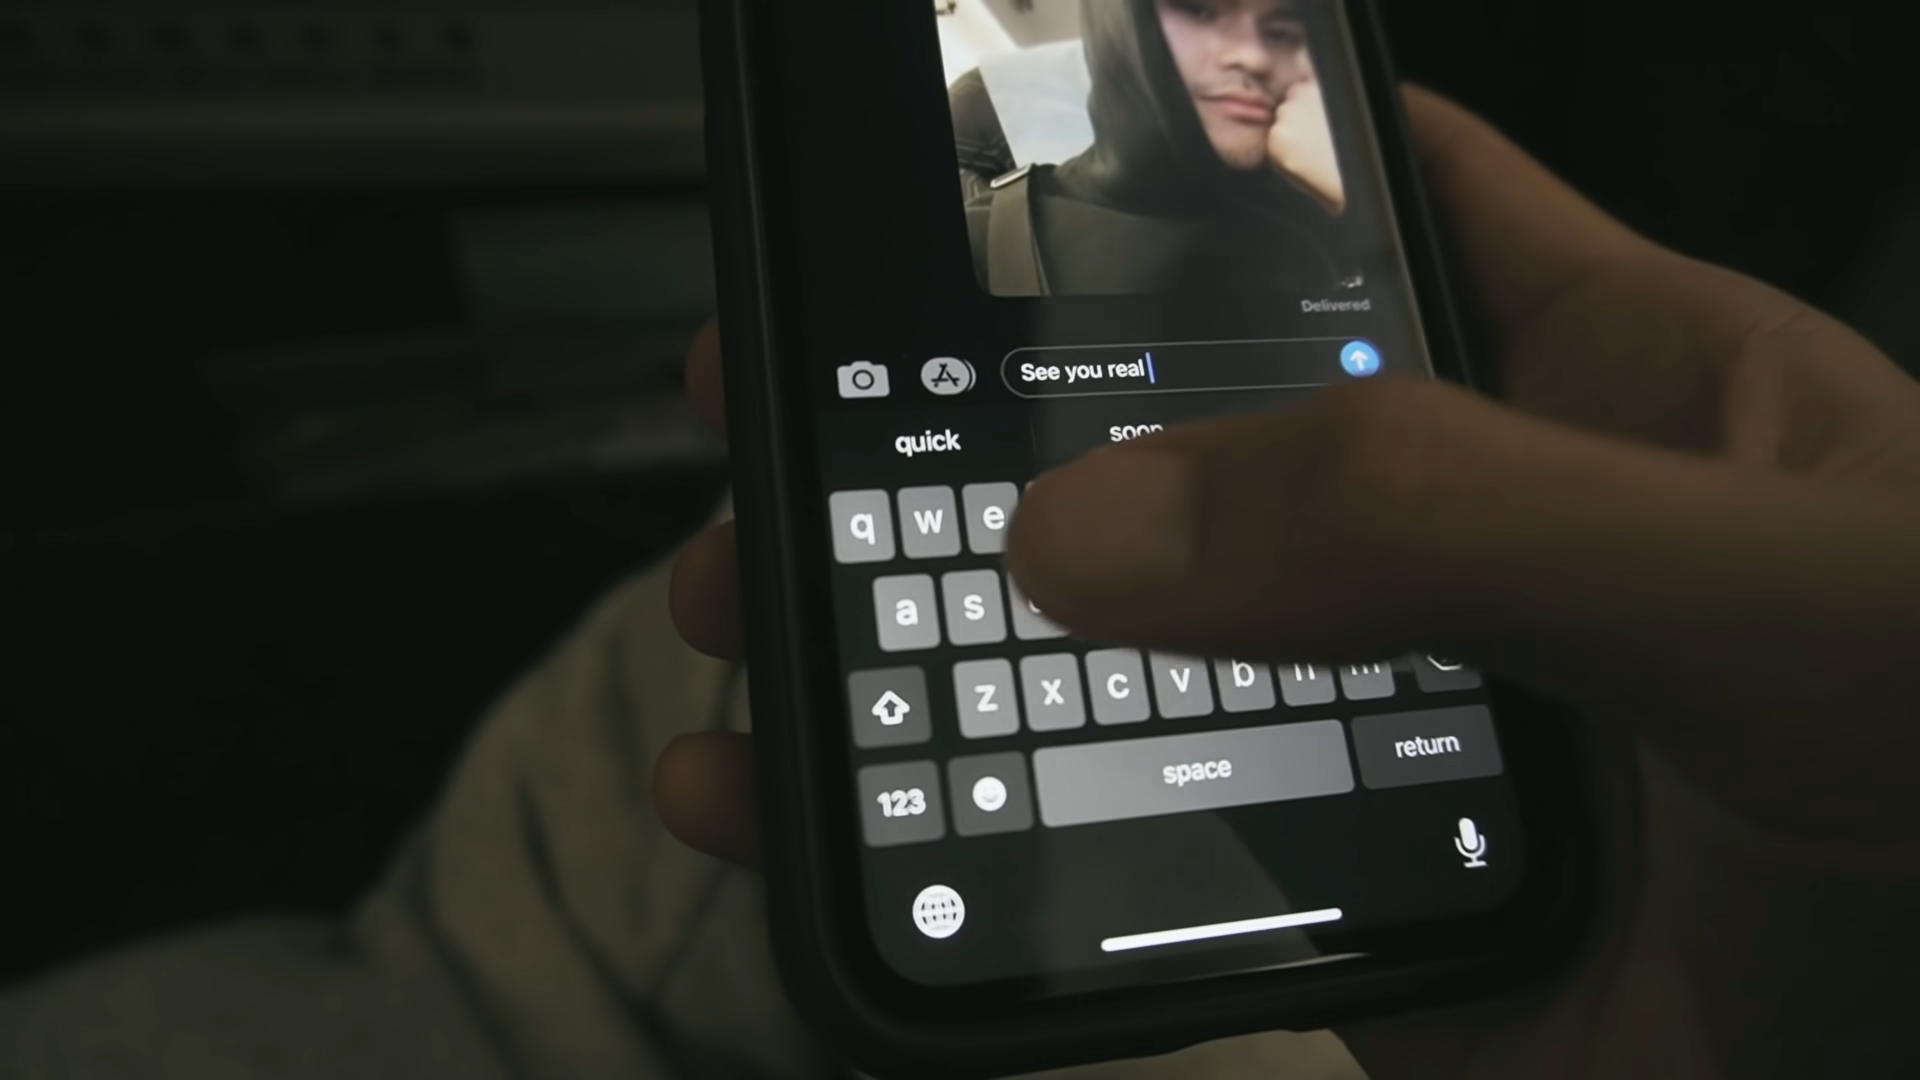 Delivered
See you real
quick soon
q w e
a s
z x c v b n m
123 space return